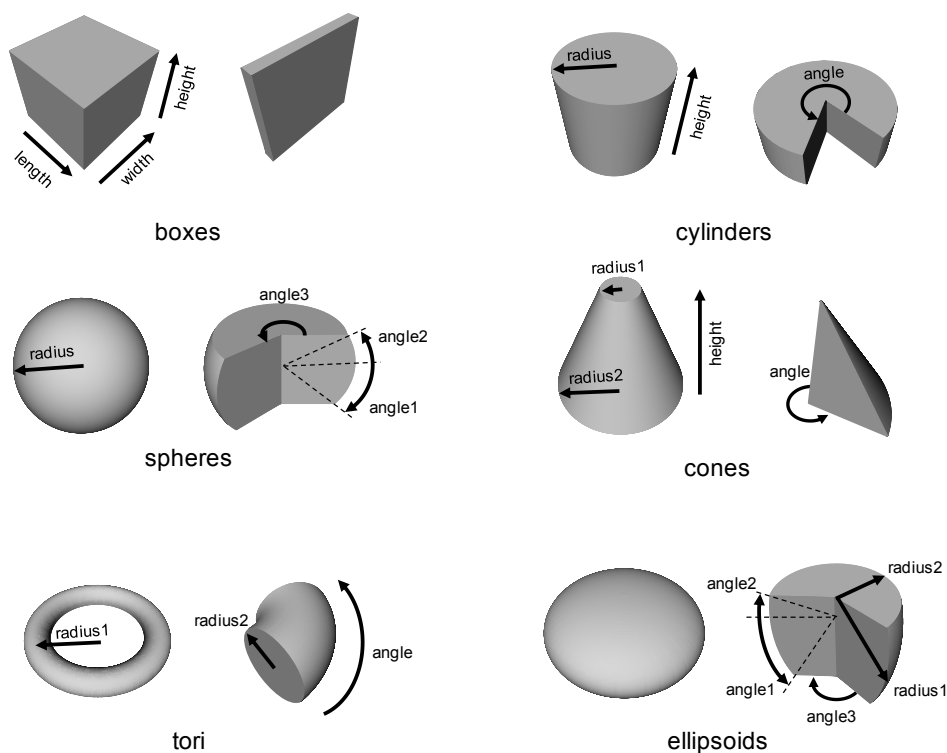 height
length
width
boxes
radius
height
angle
cylinders
radius
angle3
angle2
angle1
spheres
radius1
radius2
height
angle
cones
radius1
radius2
angle
tori
angle2
angle1
angle3
radius2
radius1
ellipsoids